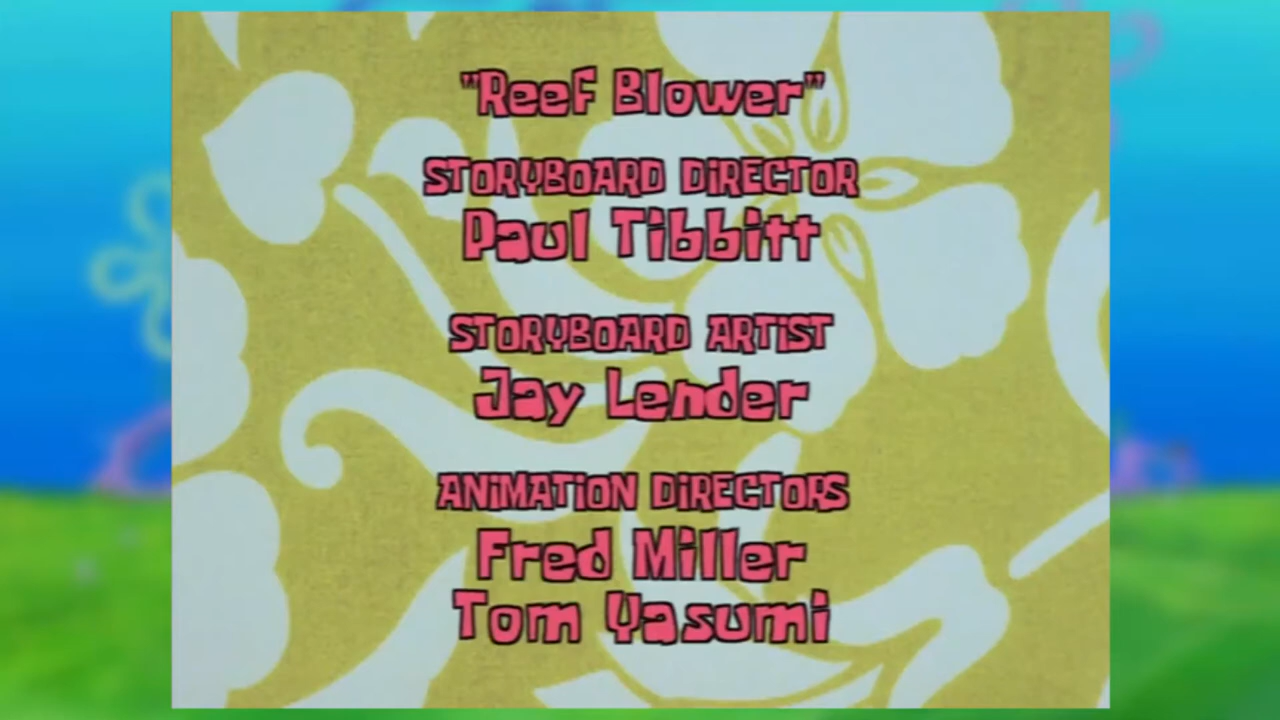 "Reef Blower"
STORYBOARD DIRECTOR
Paul Tibbitt
STORYBOARD ARTIST
Jay Lender
ANIMATION DIRECTORS
Fred Miller
Tom Yasumi